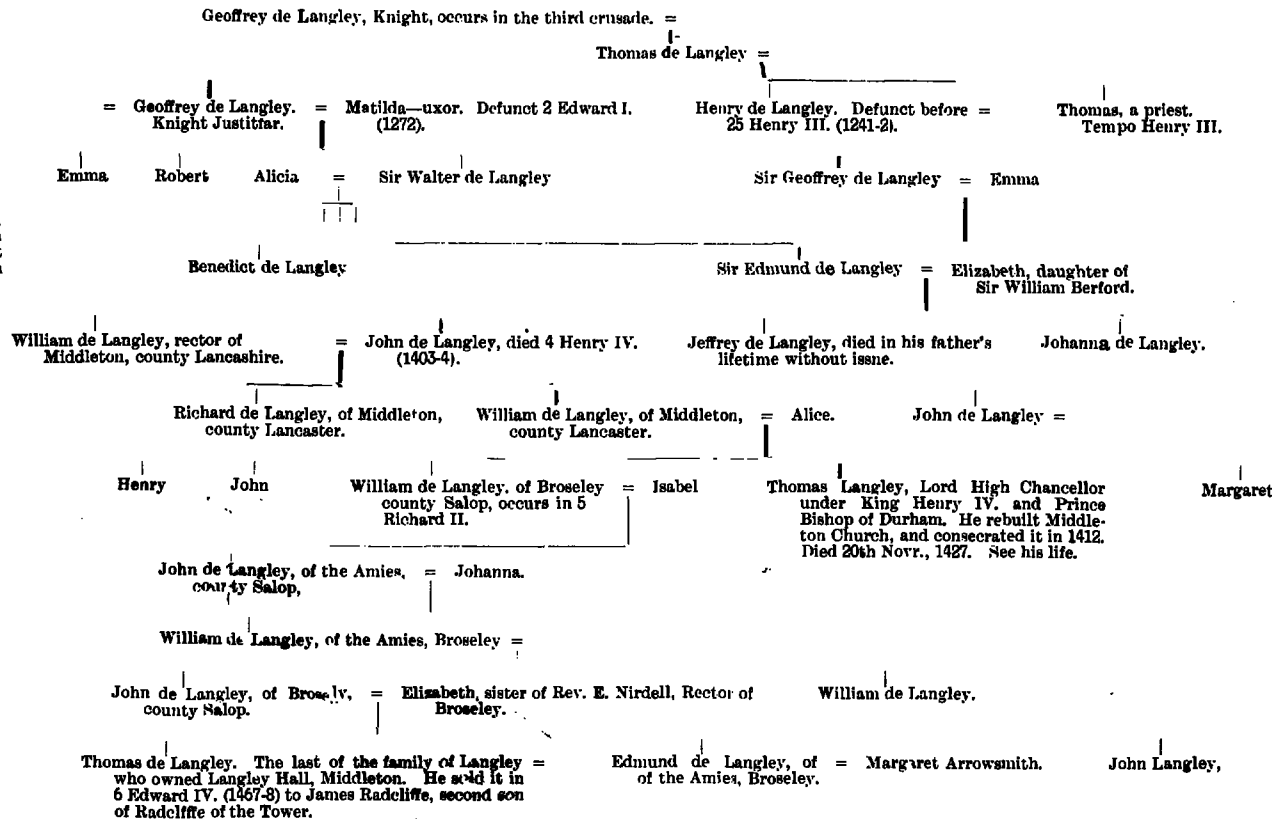 Geoffrey de Langley, Knight, occurs in the third crusade. =
Thomas de Langley =
= Geoffrey de Langley. = Matilda—uxor. Defunct 2 Edward I. Henry de Langley. Defunct before = Thomas, a priest.
Knight Justitiar. (1272). 25 Henry III. (1241-2). Tempo Henry III.
Emma Robert Alicia = Sir Walter de Langley Sir Geoffrey de Langley = Emma
Benedict de Langley Sir Edmund de Langley = Elizabeth, daughter of
Sir William Berford.
William de Langley, rector of = John de Langley, died 4 Henry IV. Jeffrey de Langley, died in his father's Johanna de Langley.
Middleton, county Lancashire. (1403-4). lifetime without issne.
Richard de Langley, of Middleton, William de Langley, of Middleton, = Alice. John de Langley =
county Lancaster. county Lancaster.
Henry John William de Langley, of Broseley = Isabel Thomas Langley, Lord High Chancellor Margaret
county Salop, occurs in 5 under King Henry IV. and Prince
Richard II. Bishop of Durham. He rebuilt Middle-
ton Church, and consecrated it in 1412.
Died 20th Novr., 1427. See his life.
John de Langley, of the Amies, = Johanna.
county Salop,
William de Langley, of the Amies, Broseley =
John de Langley, of Brosely, = Elizabeth, sister of Rev. E. Nirdell, Rector of William de Langley.
county Salop. Broseley.
Thomas de Langley. The last of the family of Langley = Edmund de Langley, of = Margaret Arrowsmith. John Langley,
who owned Langley Hall, Middleton. He sold it in of the Amies, Broseley.
6 Edward IV. (1467-8) to James Radcliffe, second son
of Radclffe of the Tower.